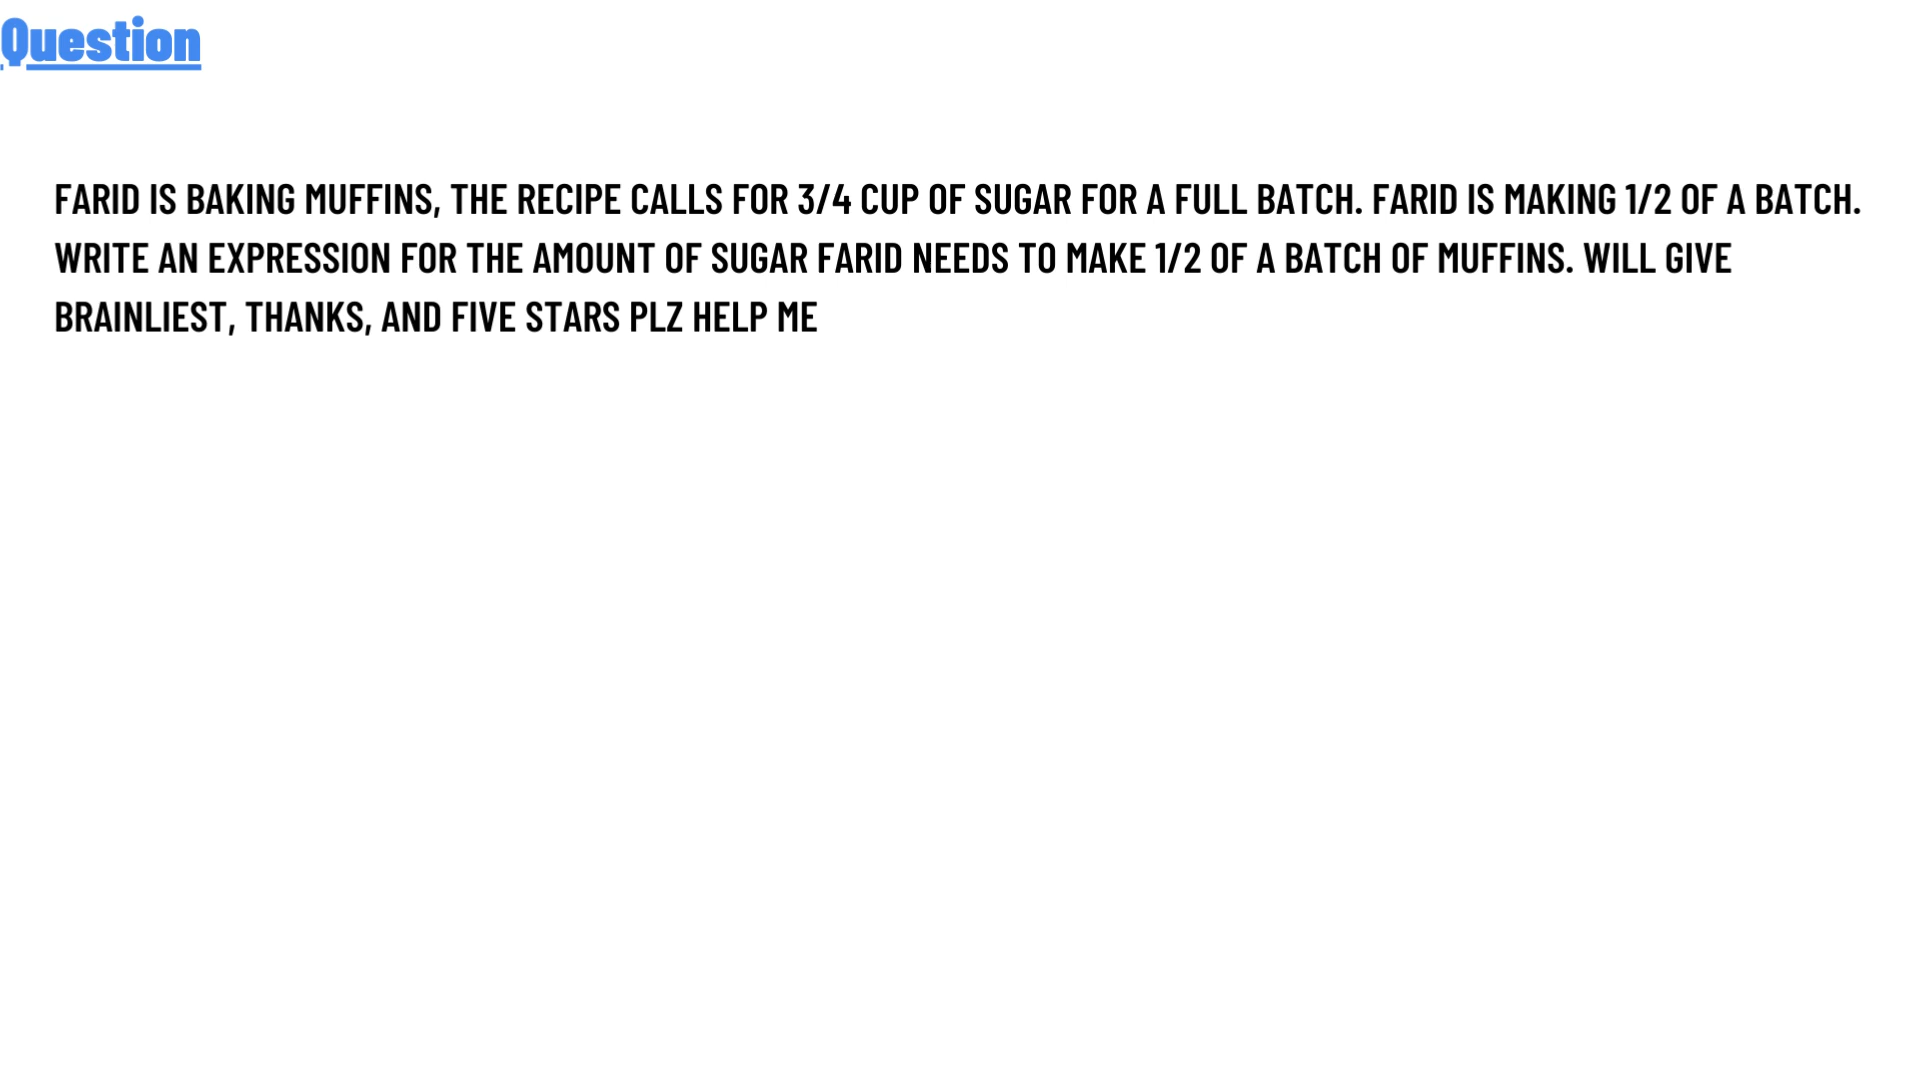 Question
FARID IS BAKING MUFFINS, THE RECIPE CALLS FOR 3/4 CUP OF SUGAR FOR A FULL BATCH. FARID IS MAKING 1/2 OF A BATCH.
WRITE AN EXPRESSION FOR THE AMOUNT OF SUGAR FARID NEEDS TO MAKE 1/2 OF A BATCH OF MUFFINS. WILL GIVE
BRAINLIEST, THANKS, AND FIVE STARS PLZ HELP ME